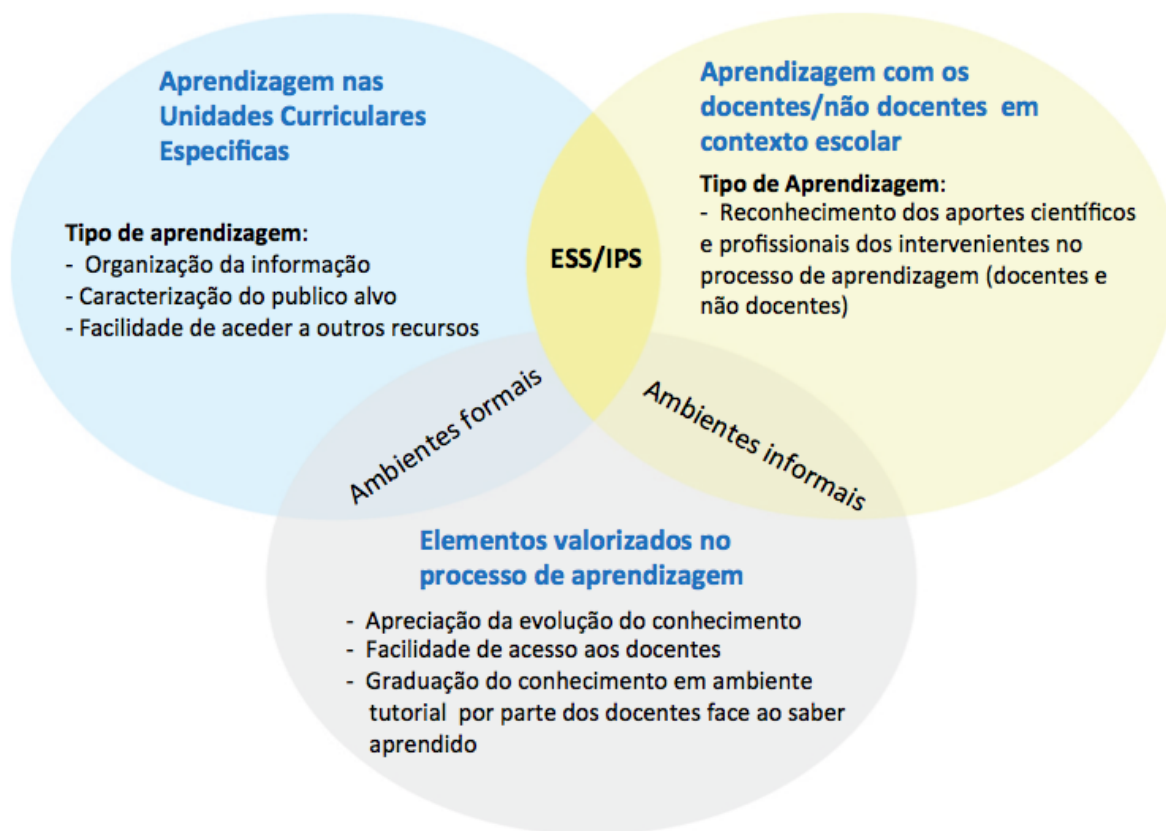 Aprendizagem nas
Unidades Curriculares
Especificas
Tipo de aprendizagem:
- Organização da informação
- Caracterização do publico alvo
- Facilidade de aceder a outros recursos
Aprendizagem com os
docentes/não docentes em
contexto escolar
Tipo de Aprendizagem:
- Reconhecimento dos aportes científicos
e profissionais dos intervenientes no
processo de aprendizagem (docentes e
não docentes)
ESS/IPS
Ambientes formais
Ambientes informais
Elementos valorizados no
processo de aprendizagem
- Apreciação da evolução do conhecimento
- Facilidade de acesso aos docentes
- Graduação do conhecimento em ambiente
tutorial por parte dos docentes face ao saber
aprendido